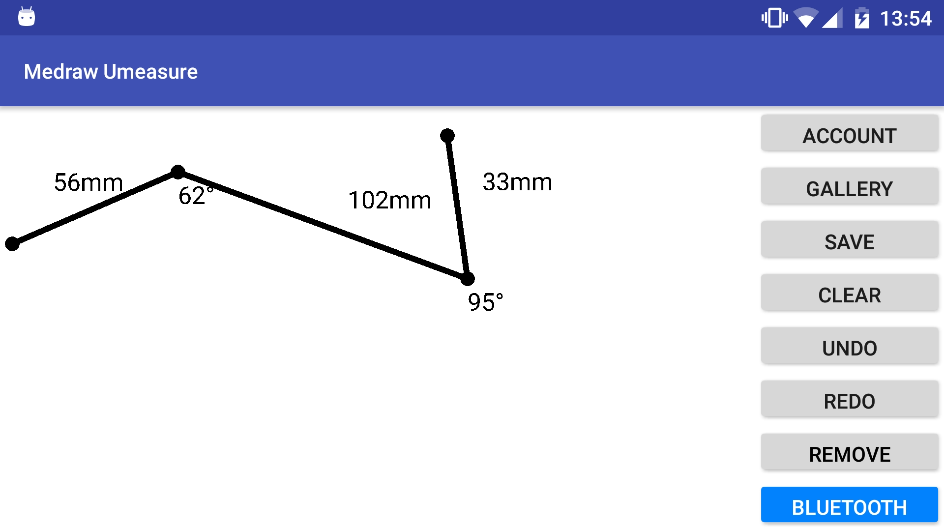 13:54
Medraw Umeasure
56mm
62°
102mm
33mm
95°
ACCOUNT
GALLERY
SAVE
CLEAR
UNDO
REDO
REMOVE
BLUETOOTH